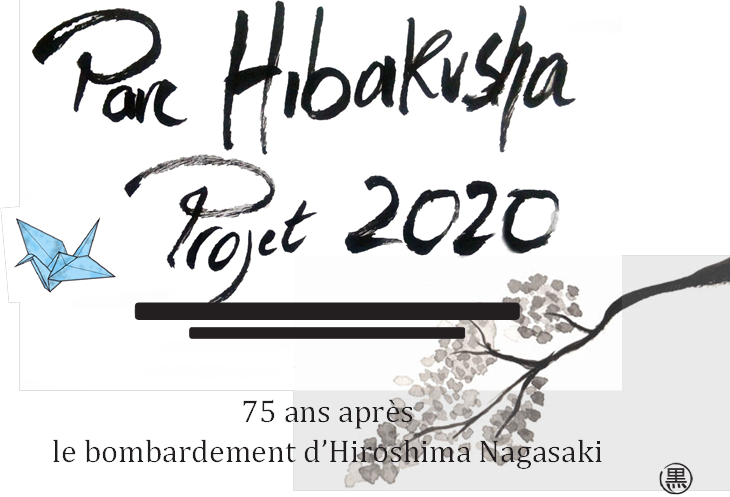 Parc Hibakusha
Projet 2020
75 ans après
le bombardement d’Hiroshima Nagasaki
黒